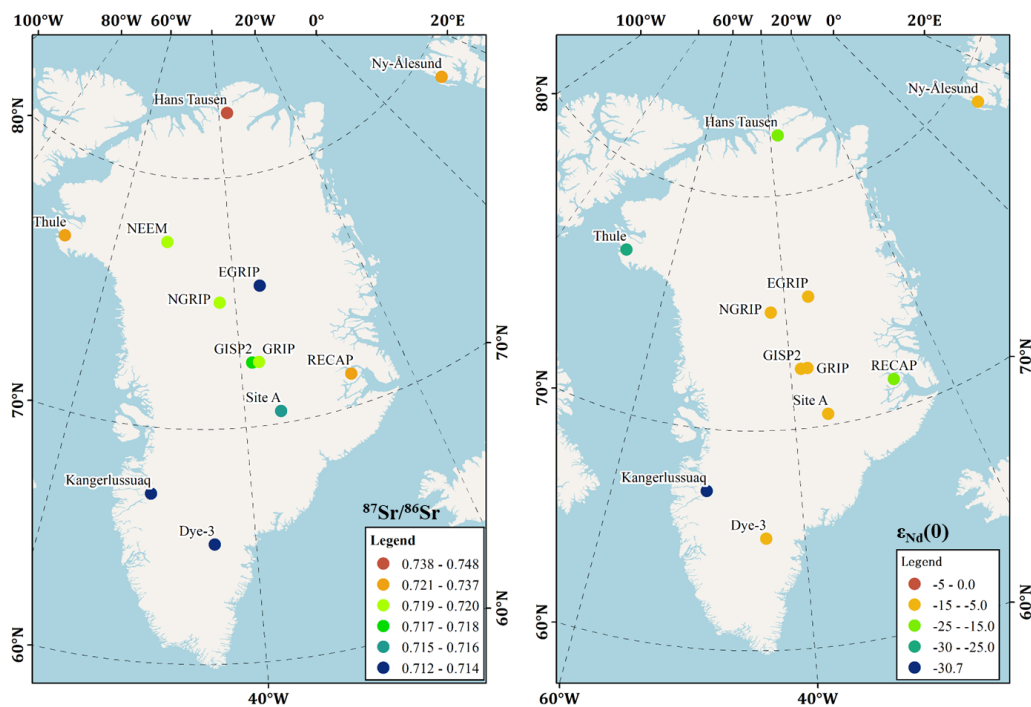 100°W 80°W 60°W 40°W 20°W 0° 20°E
80°N
70°N
60°N
70°N
60°N
40°W
Ny-Ålesund
Hans Tausen
Thule
NEEM
EGRIP
NGRIP
GISP2 GRIP
RECAP
Site A
Kangerlussuaq
Dye-3
⁸⁷Sr/⁸⁶Sr
Legend
0.738 - 0.748
0.721 - 0.737
0.719 - 0.720
0.717 - 0.718
0.715 - 0.716
0.712 - 0.714
100°W 60°W 20°W 0° 20°E
80°N
70°N
60°N
70°N
60°N
60°W 40°W
Ny-Ålesund
Hans Tausen
Thule
EGRIP
NGRIP
GISP2
GRIP
RECAP
Site A
Kangerlussuaq
Dye-3
εNd(0)
Legend
-5 - 0.0
-15 - -5.0
-25 - -15.0
-30 - -25.0
-30.7